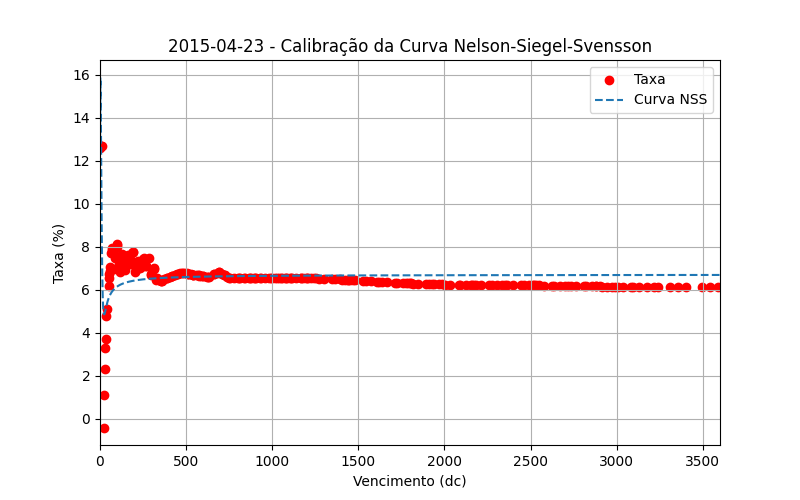 2015-04-23 - Calibração da Curva Nelson-Siegel-Svensson
Taxa
Curva NSS
Taxa (%)
16
14
12
10
8
6
4
2
0
0 500 1000 1500 2000 2500 3000 3500
Vencimento (dc)